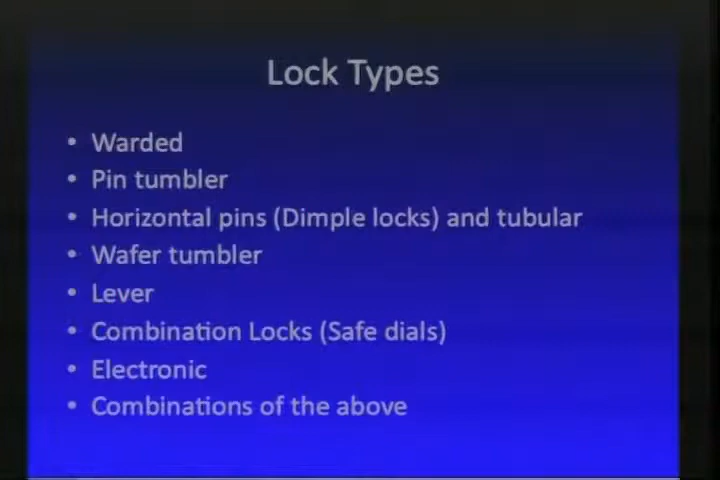 Lock Types
• Warded
• Pin tumbler
• Horizontal pins (Dimple locks) and tubular
• Wafer tumbler
• Lever
• Combination Locks (Safe dials)
• Electronic
• Combinations of the above